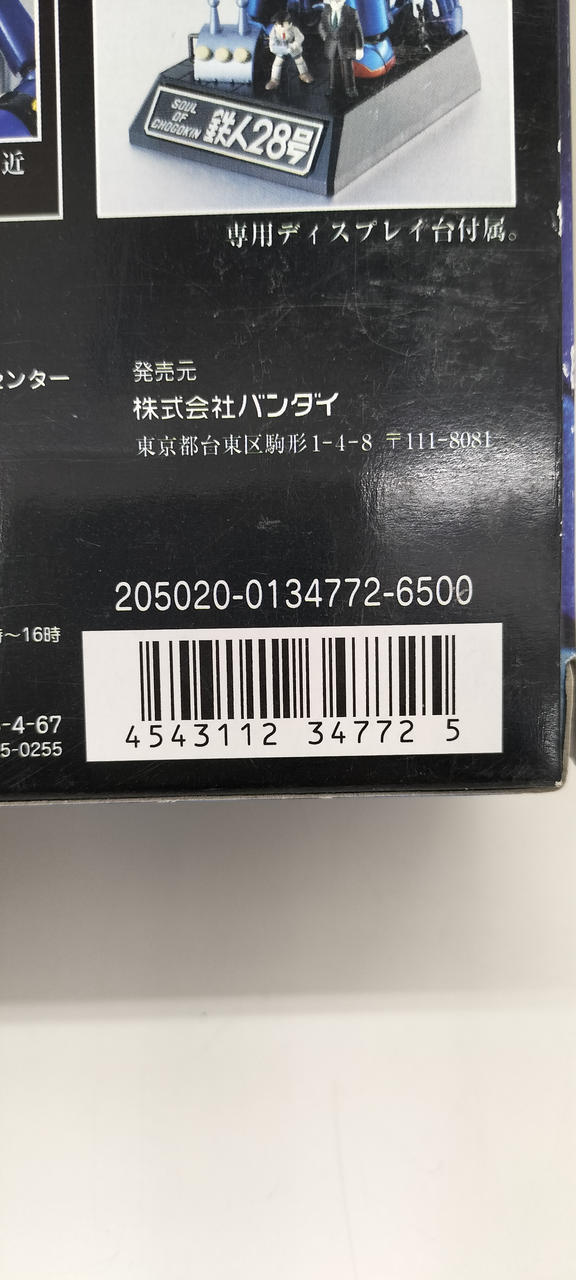 SOUL
OF
CHOGOKIN
鉄人28号
近
専用ディスプレイ台付属。
センター
発売元
株式会社バンダイ
東京都台東区駒形1-4-8 〒111-8081
205020-0134772-6500
〜16時
-4-67
5-0255
4543112 34772 5